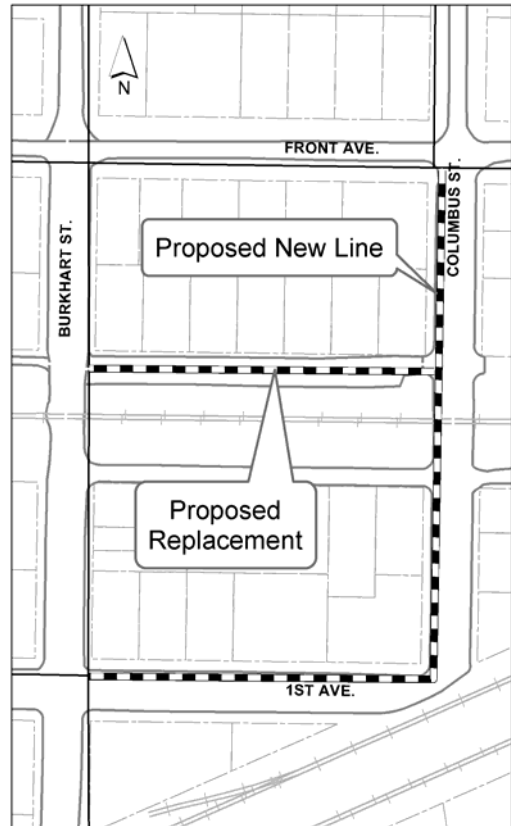 N
FRONT AVE.
COLUMBUS ST.
Proposed New Line
BURKHART ST.
Proposed
Replacement
1ST AVE.